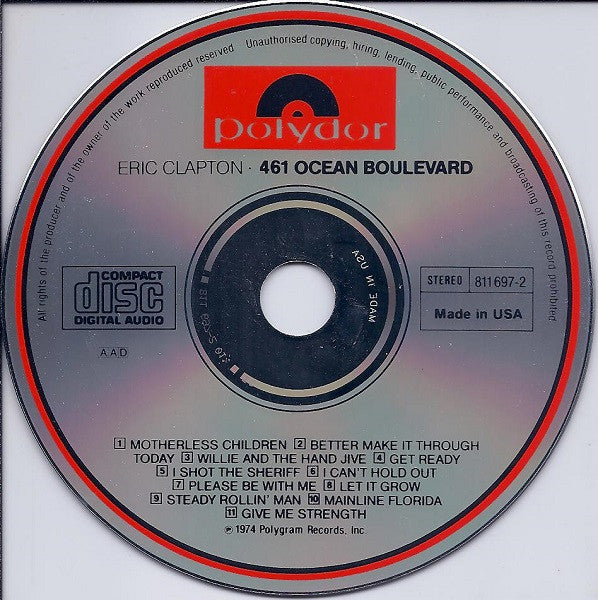 All rights of the producer and of the owner of the work reproduced reserved   Unauthorised copying, hiring, lending, public performance and broadcasting of this record prohibited
polydor
ERIC CLAPTON · 461 OCEAN BOULEVARD
COMPACT
disc
DIGITAL AUDIO
STEREO 811 697-2
Made in USA
MADE IN USA
AAD
1 MOTHERLESS CHILDREN 2 BETTER MAKE IT THROUGH
TODAY 3 WILLIE AND THE HAND JIVE 4 GET READY
5 I SHOT THE SHERIFF 6 I CAN'T HOLD OUT
7 PLEASE BE WITH ME 8 LET IT GROW
9 STEADY ROLLIN' MAN 10 MAINLINE FLORIDA
11 GIVE ME STRENGTH
℗ 1974 Polygram Records, Inc.